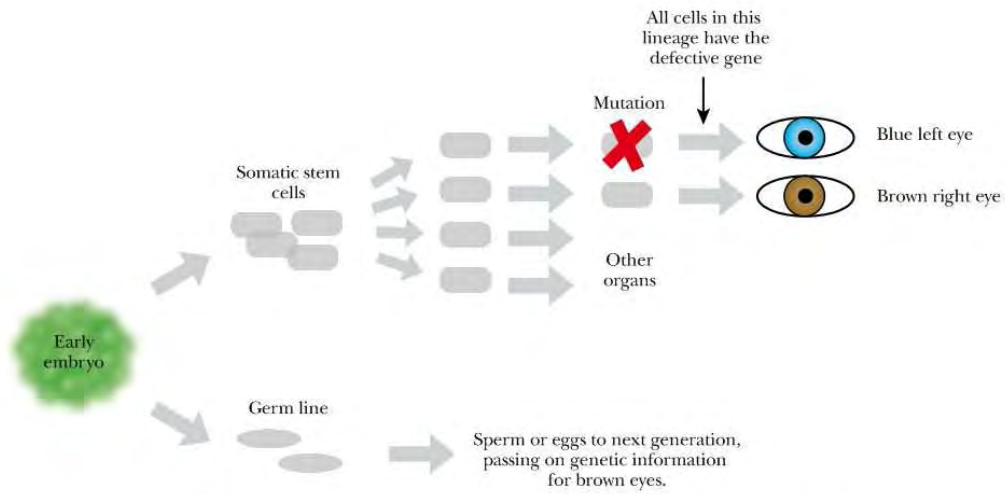 All cells in this
lineage have the
defective gene
Mutation
Blue left eye
Somatic stem
cells
Brown right eye
Other
organs
Early
embryo
Germ line
Sperm or eggs to next generation,
passing on genetic information
for brown eyes.